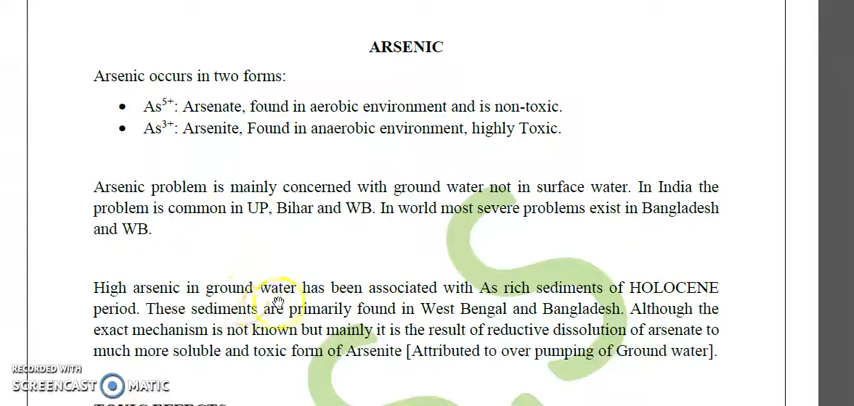 ARSENIC
Arsenic occurs in two forms:
• As5+: Arsenate, found in aerobic environment and is non-toxic.
• As3+: Arsenite, Found in anaerobic environment, highly Toxic.
Arsenic problem is mainly concerned with ground water not in surface water. In India the
problem is common in UP, Bihar and WB. In world most severe problems exist in Bangladesh
and WB.
High arsenic in ground water has been associated with As rich sediments of HOLOCENE
period. These sediments are primarily found in West Bengal and Bangladesh. Although the
exact mechanism is not known but mainly it is the result of reductive dissolution of arsenate to
much more soluble and toxic form of Arsenite [Attributed to over pumping of Ground water].
RECORDED WITH
SCREENCAST MATIC
TOXIC EFFECTS